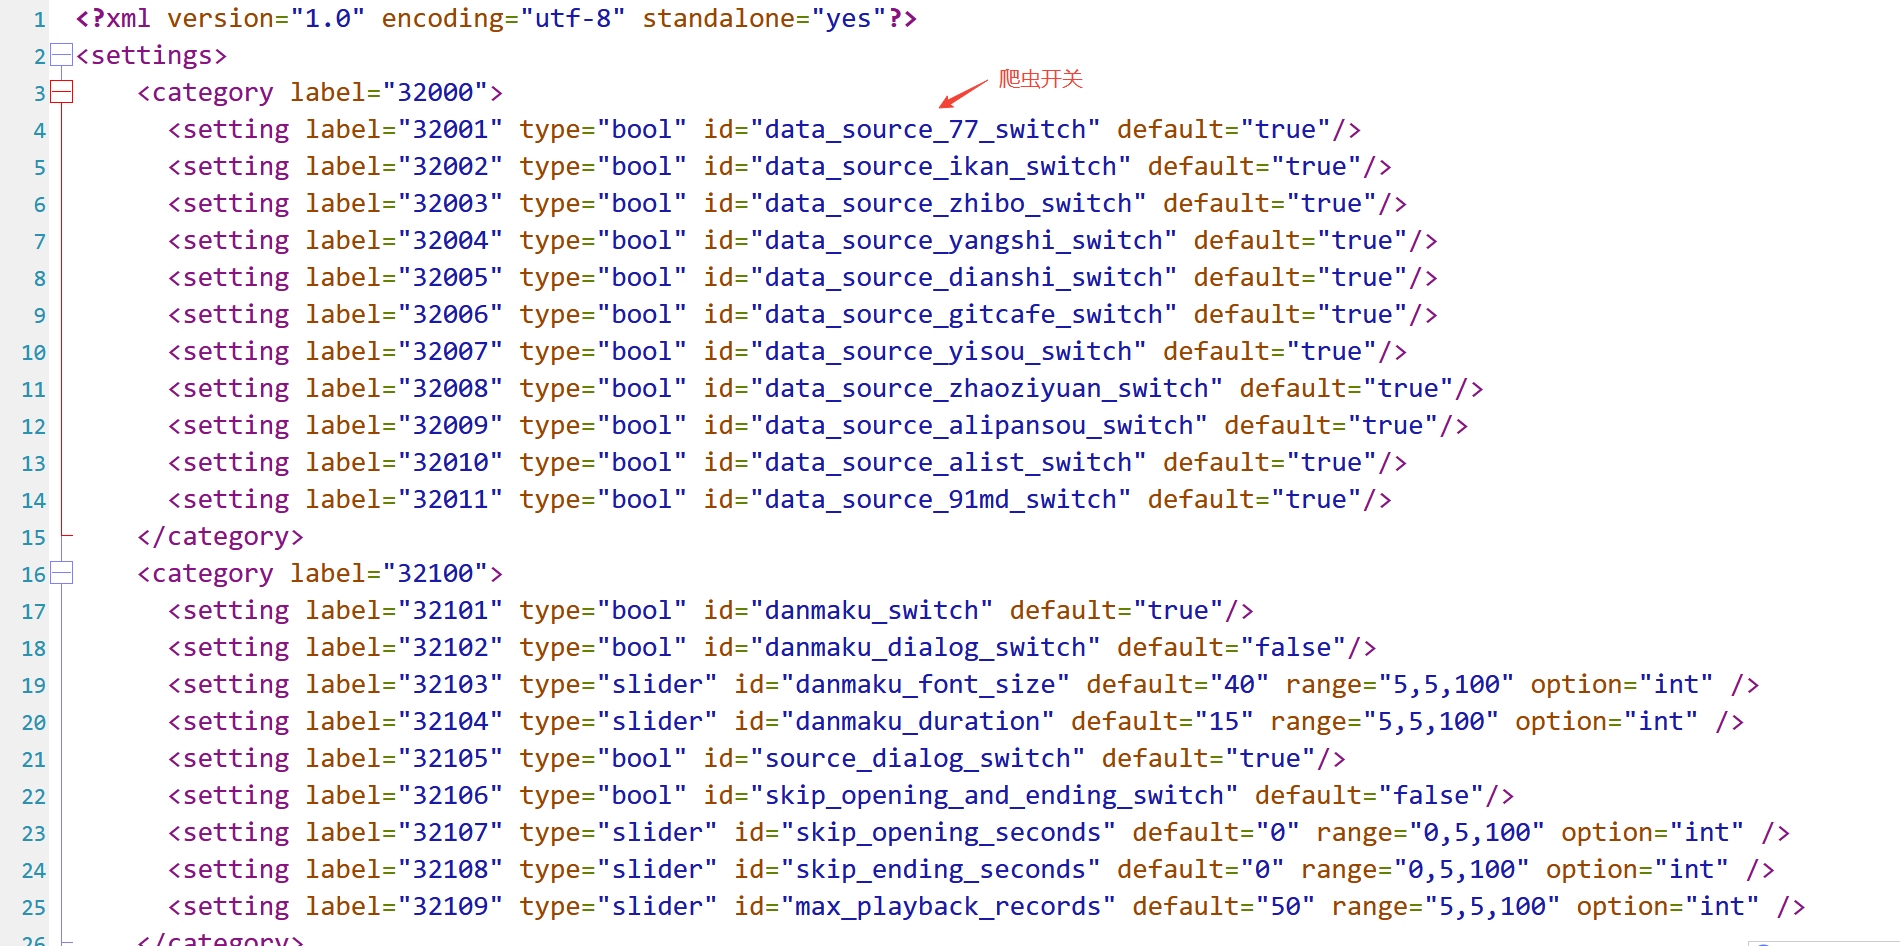 1 <?xml version="1.0" encoding="utf-8" standalone="yes"?>
2 <settings>
爬虫开关
3 <category label="32000">
4 <setting label="32001" type="bool" id="data_source_77_switch" default="true"/>
5 <setting label="32002" type="bool" id="data_source_ikan_switch" default="true"/>
6 <setting label="32003" type="bool" id="data_source_zhibo_switch" default="true"/>
7 <setting label="32004" type="bool" id="data_source_yangshi_switch" default="true"/>
8 <setting label="32005" type="bool" id="data_source_dianshi_switch" default="true"/>
9 <setting label="32006" type="bool" id="data_source_gitcafe_switch" default="true"/>
10 <setting label="32007" type="bool" id="data_source_yisou_switch" default="true"/>
11 <setting label="32008" type="bool" id="data_source_zhaoziyuan_switch" default="true"/>
12 <setting label="32009" type="bool" id="data_source_alipansou_switch" default="true"/>
13 <setting label="32010" type="bool" id="data_source_alist_switch" default="true"/>
14 <setting label="32011" type="bool" id="data_source_91md_switch" default="true"/>
15 </category>
16 <category label="32100">
17 <setting label="32101" type="bool" id="danmaku_switch" default="true"/>
18 <setting label="32102" type="bool" id="danmaku_dialog_switch" default="false"/>
19 <setting label="32103" type="slider" id="danmaku_font_size" default="40" range="5,5,100" option="int" />
20 <setting label="32104" type="slider" id="danmaku_duration" default="15" range="5,5,100" option="int" />
21 <setting label="32105" type="bool" id="source_dialog_switch" default="true"/>
22 <setting label="32106" type="bool" id="skip_opening_and_ending_switch" default="false"/>
23 <setting label="32107" type="slider" id="skip_opening_seconds" default="0" range="0,5,100" option="int" />
24 <setting label="32108" type="slider" id="skip_ending_seconds" default="0" range="0,5,100" option="int" />
25 <setting label="32109" type="slider" id="max_playback_records" default="50" range="5,5,100" option="int" />
26 </category>